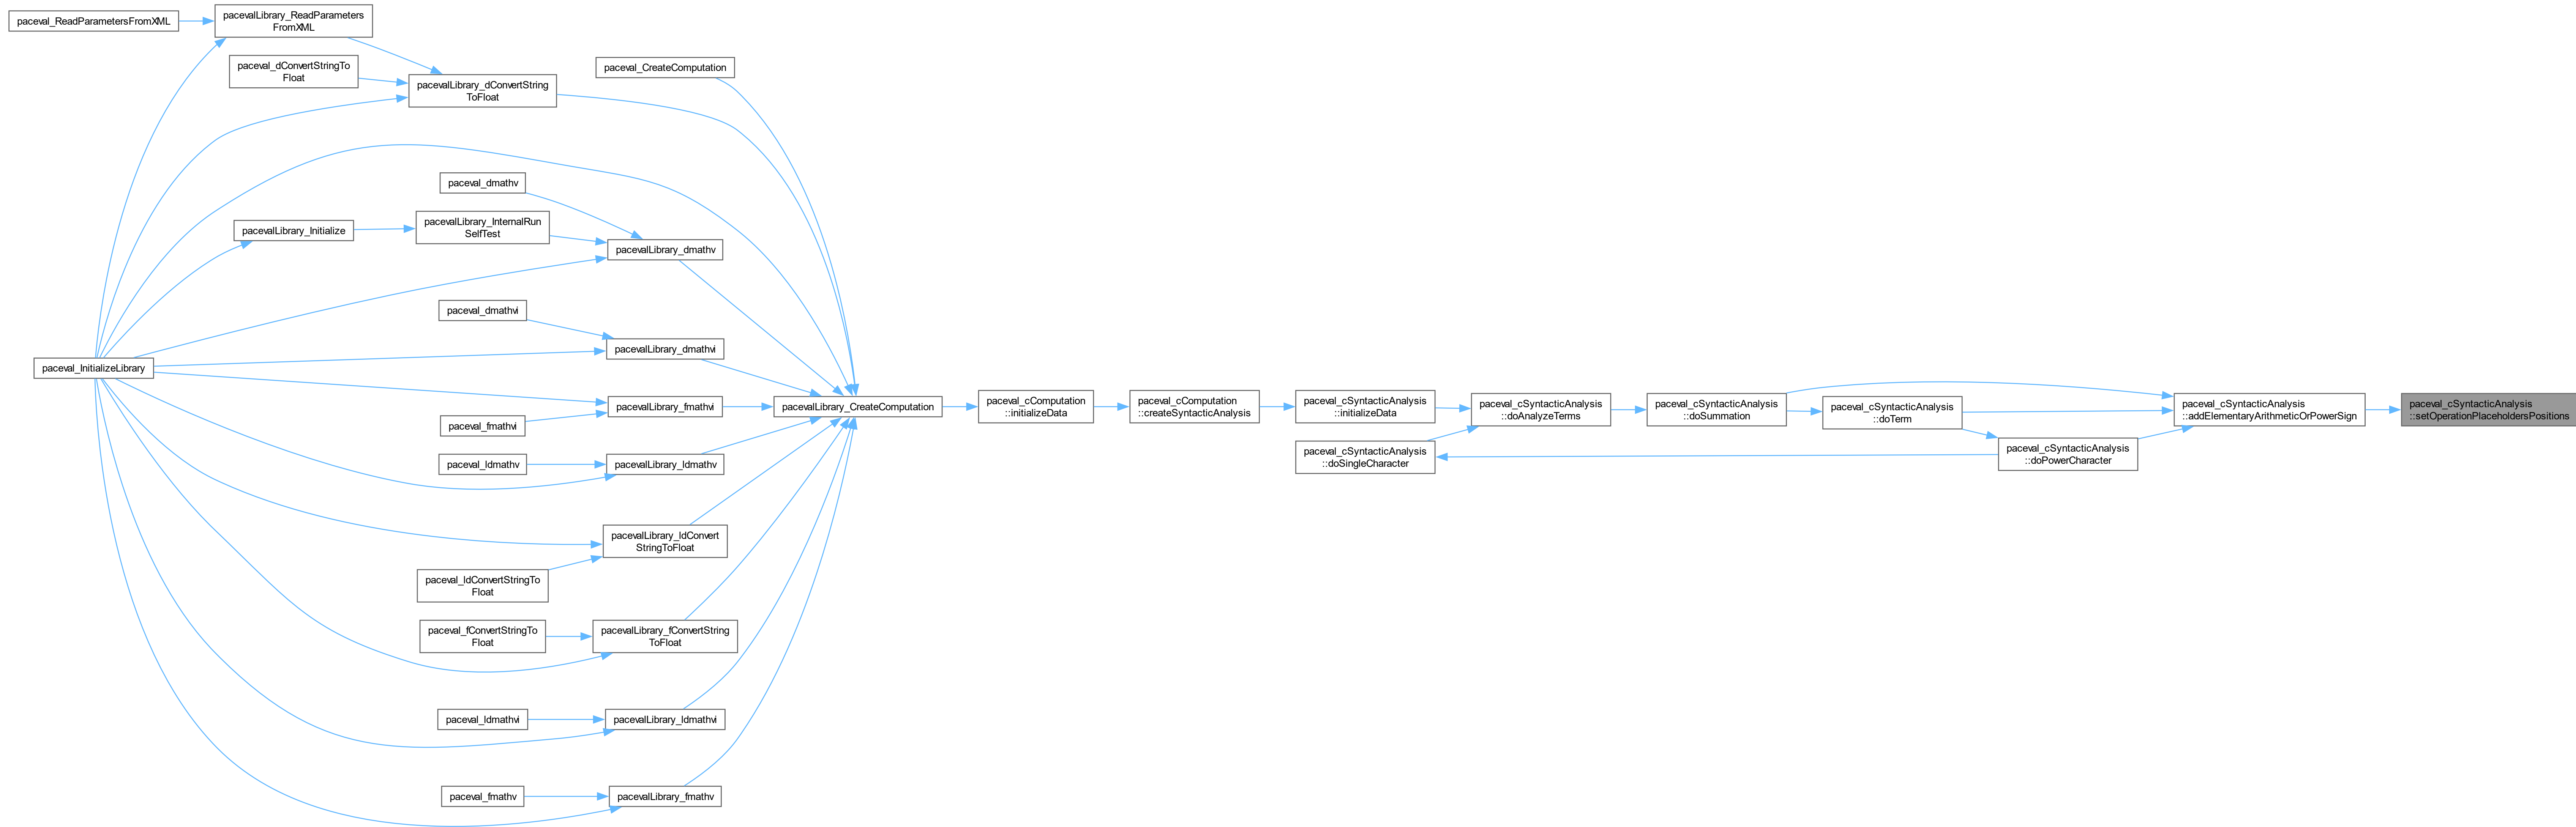 paceval_ReadParametersFromXML
pacevalLibrary_ReadParameters
FromXML
paceval_dConvertStringTo
Float
pacevalLibrary_dConvertString
ToFloat
paceval_CreateComputation
paceval_dmathv
pacevalLibrary_Initialize
pacevalLibrary_InternalRun
SelfTest
pacevalLibrary_dmathv
paceval_dmathvi
pacevalLibrary_dmathvi
paceval_InitializeLibrary
pacevalLibrary_fmathvi
paceval_fmathvi
paceval_ldmathv
pacevalLibrary_ldmathv
pacevalLibrary_ldConvert
StringToFloat
paceval_ldConvertStringTo
Float
paceval_fConvertStringTo
Float
pacevalLibrary_fConvertString
ToFloat
paceval_ldmathvi
pacevalLibrary_ldmathvi
paceval_fmathv
pacevalLibrary_fmathv
pacevalLibrary_CreateComputation
paceval_cComputation
::initializeData
paceval_cComputation
::createSyntacticAnalysis
paceval_cSyntacticAnalysis
::initializeData
paceval_cSyntacticAnalysis
::doSingleCharacter
paceval_cSyntacticAnalysis
::doAnalyzeTerms
paceval_cSyntacticAnalysis
::doSummation
paceval_cSyntacticAnalysis
::doTerm
paceval_cSyntacticAnalysis
::doPowerCharacter
paceval_cSyntacticAnalysis
::addElementaryArithmeticOrPowerSign
paceval_cSyntacticAnalysis
::setOperationPlaceholdersPositions